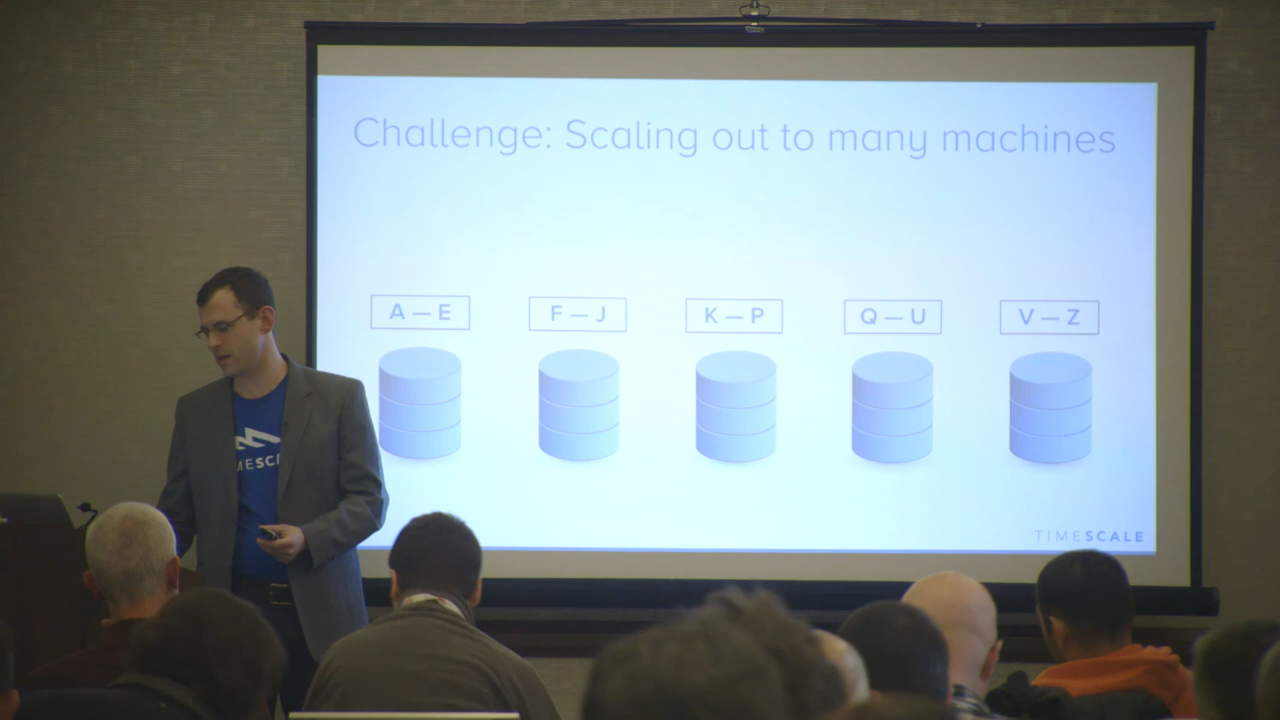 Challenge: Scaling out to many machines
A — E
F — J
K — P
Q — U
V — Z
TIMESCALE